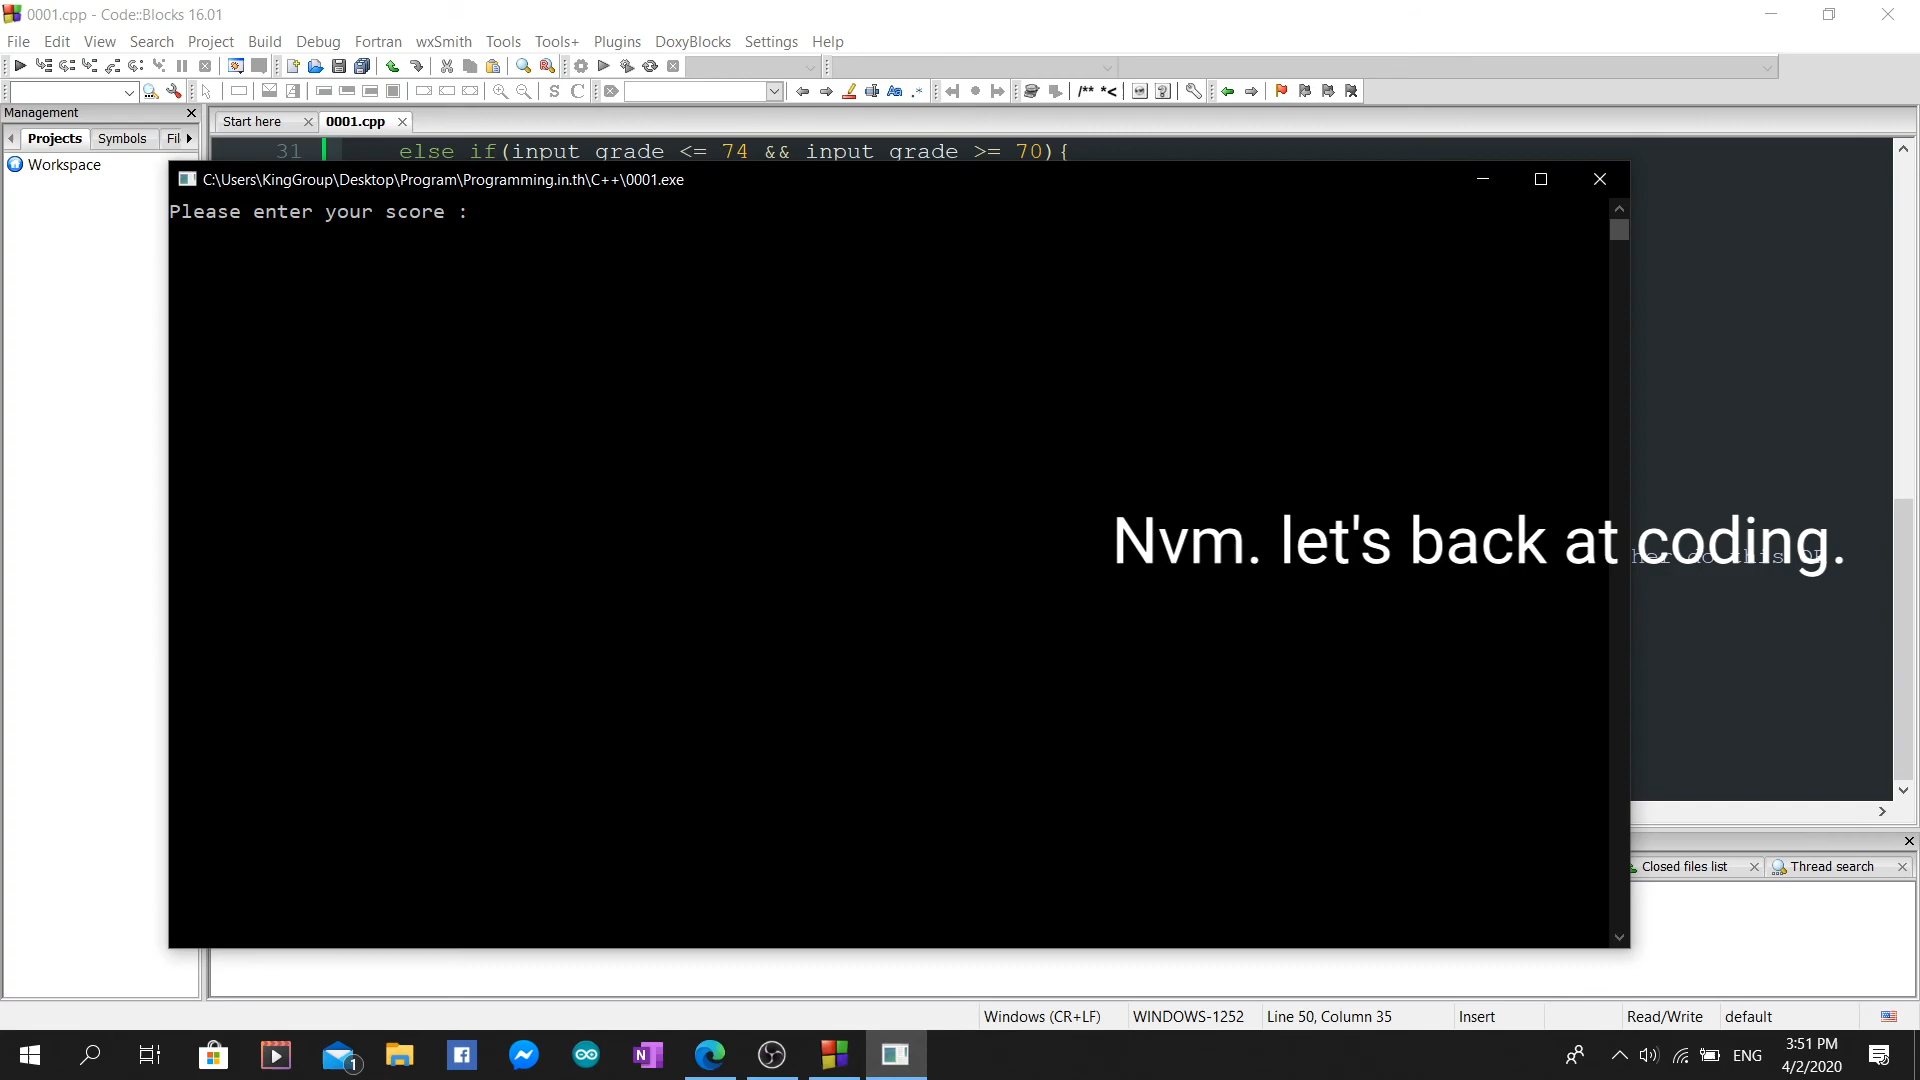 0001.cpp - Code::Blocks 16.01
File Edit View Search Project Build Debug Fortran wxSmith Tools Tools+ Plugins DoxyBlocks Settings Help
Management
Start here 0001.cpp
Projects Symbols Fil
31 else if(input_grade <= 74 && input_grade >= 70){
Workspace
C:\Users\KingGroup\Desktop\Program\Programming.in.th\C++\0001.exe
Please enter your score :
Nvm. let's back at coding.
Closed files list Thread search
Windows (CR+LF) WINDOWS-1252 Line 50, Column 35 Insert Read/Write default
1 ENG 3:51 PM
4/2/2020